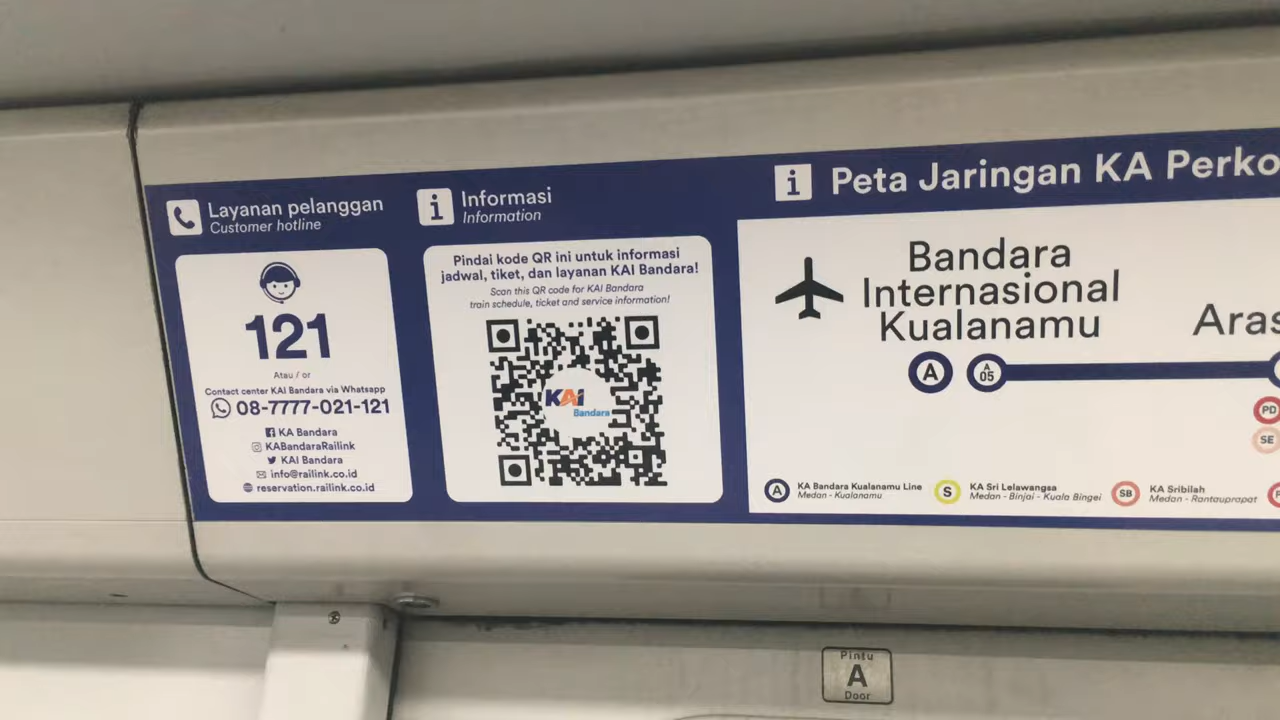 Layanan pelanggan
Customer hotline
121
Atau / or
Contact center KAI Bandara via Whatsapp
08-7777-021-121
KA Bandara
KABandaraRailink
KAI Bandara
info@railink.co.id
reservation.railink.co.id
i Informasi
Information
Pindai kode QR ini untuk informasi
jadwal, tiket, dan layanan KAI Bandara!
Scan this QR code for KAI Bandara
train schedule, ticket and service information!
KAI
Bandara
i Peta Jaringan KA Perko
Bandara
Internasional
Kualanamu
Aras
A
A
05
PD
SE
A KA Bandara Kualanamu Line
Medan - Kualanamu
S KA Sri Lelawangsa
Medan - Binjai - Kuala Bingei
SB KA Sribilah
Medan - Rantauprapat
Pintu
A
Door